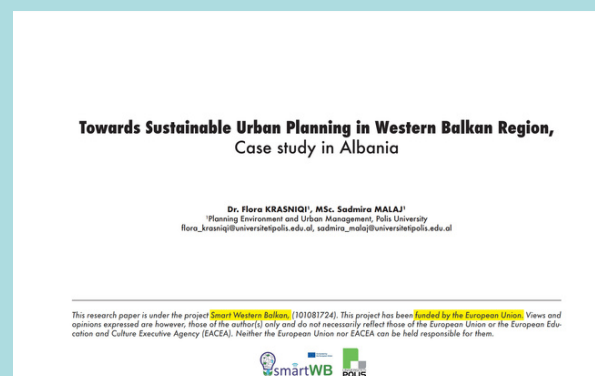 Towards Sustainable Urban Planning in Western Balkan Region,
Case study in Albania
Dr. Flora KRASNIQI¹, MSc. Sadmira MALAJ¹
¹Planning Environment and Urban Management, Polis University
flora_krasniqi@universitetipolis.edu.al, sadmira_malaj@universitetipolis.edu.al
This research paper is under the project Smart Western Balkan, (101081724). This project has been funded by the European Union. Views and
opinions expressed are however, those of the author(s) only and do not necessarily reflect those of the European Union or the European Edu-
cation and Culture Executive Agency (EACEA). Neither the European Union nor EACEA can be held responsible for them.
smartWB
POLIS